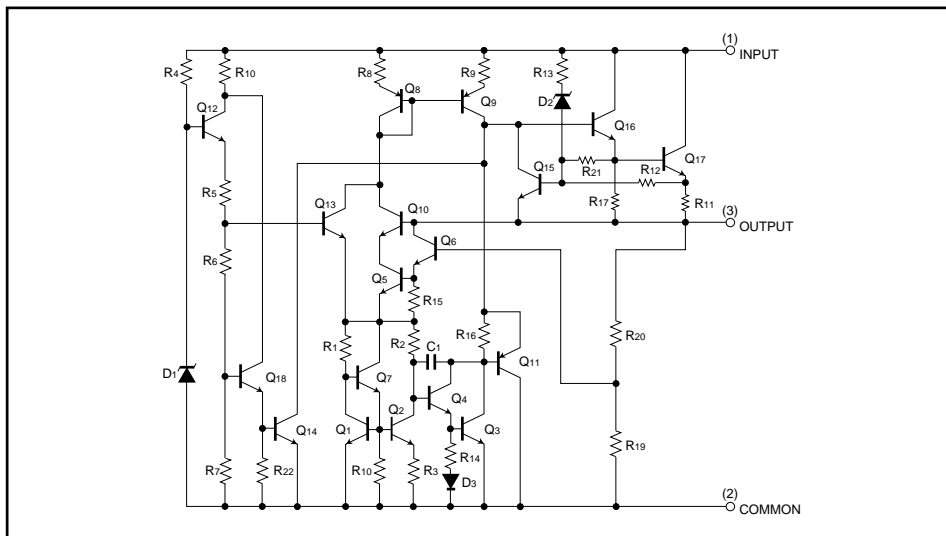 (1)
INPUT
R4
R10
R8
R9
R13
Q8
Q12
Q9
D2
Q16
Q17
Q15
R21
R12
R5
Q13
R17
R11
(3)
OUTPUT
Q10
Q6
R6
Q5
R15
R16
R20
R1
R2
C1
Q11
D1
Q18
Q7
Q4
Q14
Q1
Q2
Q3
R19
R7
R22
R10
R3
R14
D3
(2)
COMMON